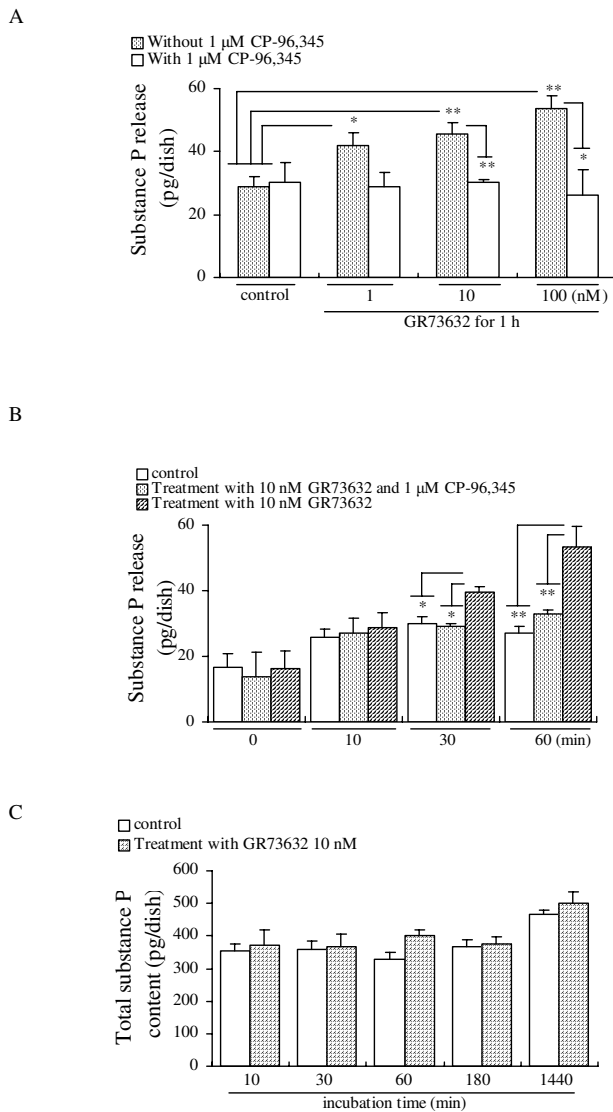 A
Without 1 μM CP-96,345
With 1 μM CP-96,345
Substance P release
(pg/dish)
60
40
20
0
*
**
**
**
*
control
1
10
100 (nM)
GR73632 for 1 h
B
control
Treatment with 10 nM GR73632 and 1 μM CP-96,345
Treatment with 10 nM GR73632
Substance P release
(pg/dish)
60
40
20
0
*
*
**
**
0
10
30
60 (min)
C
control
Treatment with GR73632 10 nM
Total substance P
content (pg/dish)
600
500
400
300
200
100
0
10
30
60
180
1440
incubation time (min)